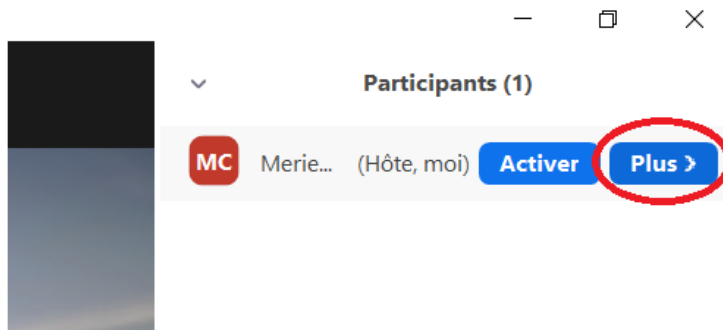 Participants (1)
MC Merie... (Hôte, moi) Activer Plus >